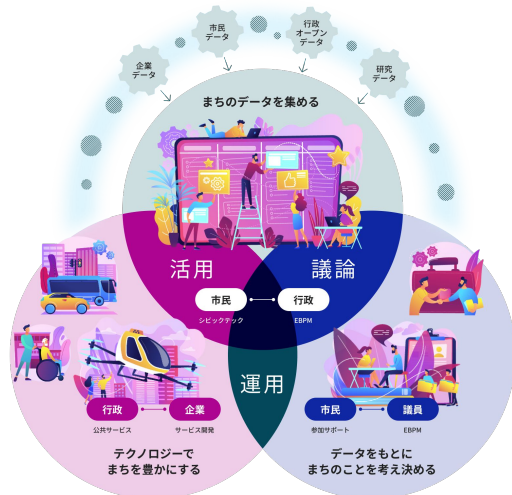 市民
データ
行政
オープン
データ
企業
データ
研究
データ
まちのデータを集める
活用
議論
市民
行政
シビックテック
EBPM
運用
行政
企業
公共サービス
サービス開発
テクノロジーで
まちを豊かにする
市民
議員
参加サポート
EBPM
データをもとに
まちのことを考え決める